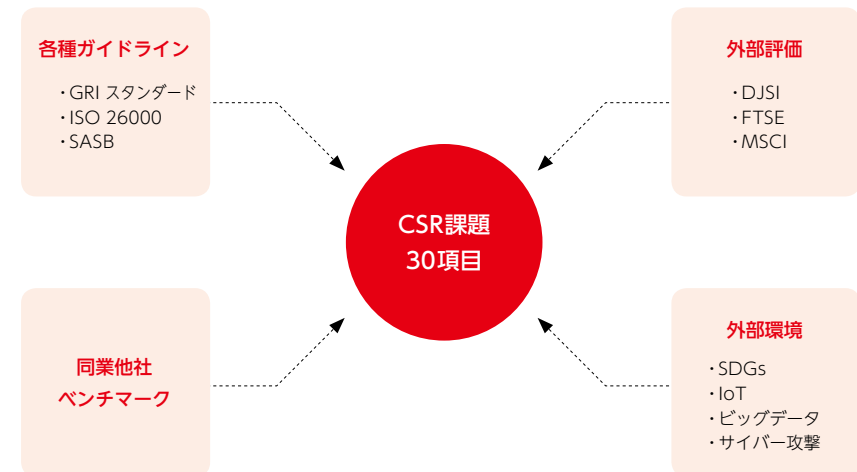 各種ガイドライン
・GRI スタンダード
・ISO 26000
・SASB
外部評価
・DJSI
・FTSE
・MSCI
CSR課題
30項目
同業他社
ベンチマーク
外部環境
・SDGs
・IoT
・ビッグデータ
・サイバー攻撃